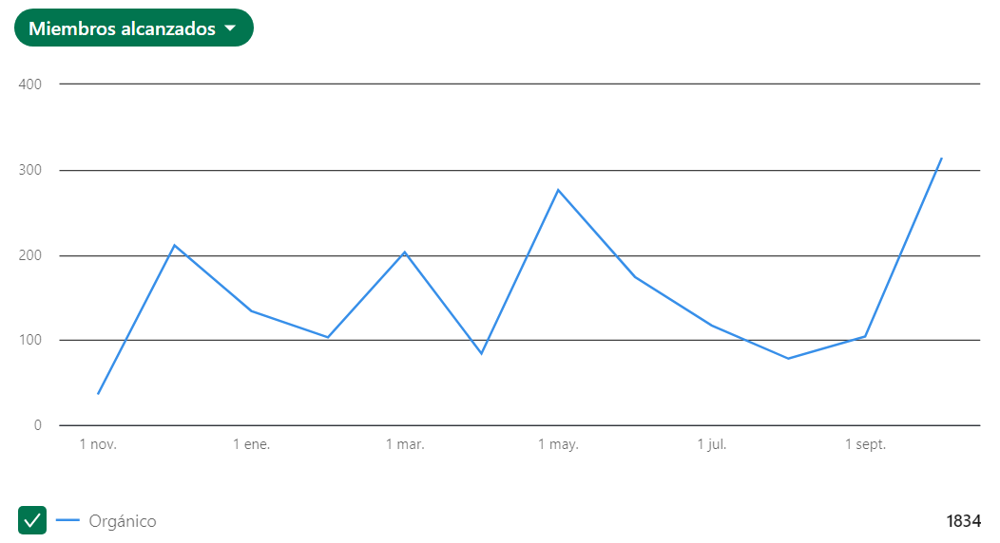 Miembros alcanzados
400
300
200
100
0
1 nov. 1 ene. 1 mar. 1 may. 1 jul. 1 sept.
Orgánico 1834